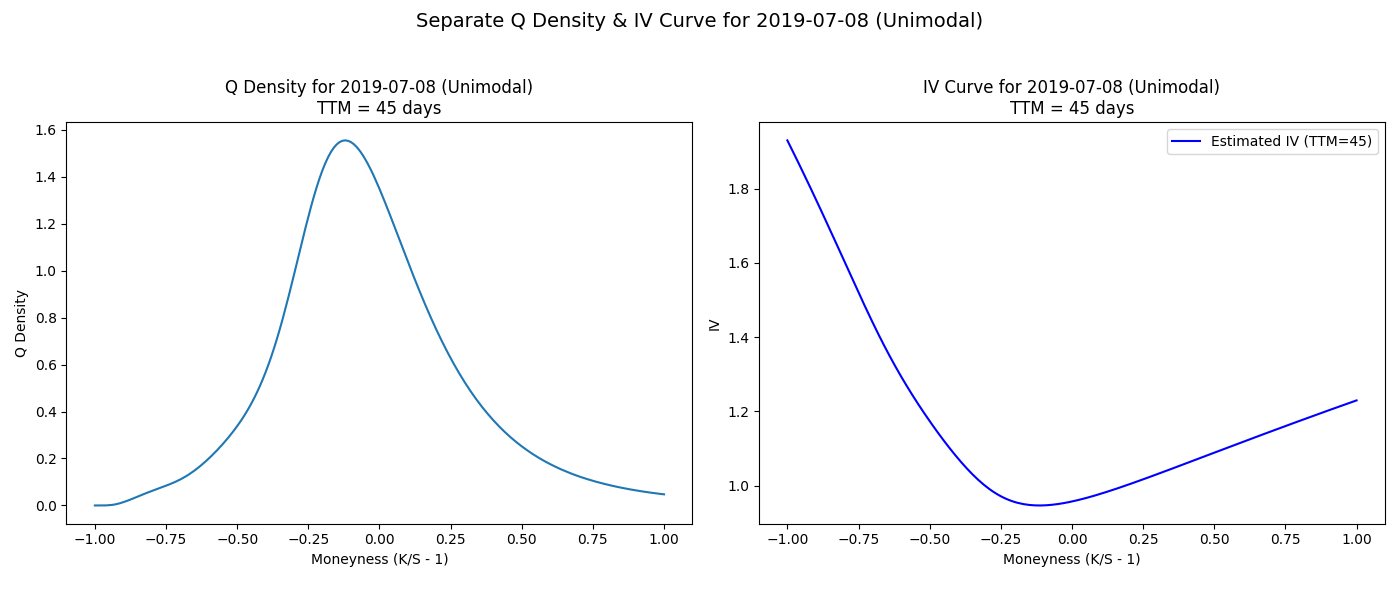 Separate Q Density & IV Curve for 2019-07-08 (Unimodal)
Q Density for 2019-07-08 (Unimodal)
TTM = 45 days
1.6
1.4
1.2
1.0
0.8
0.6
0.4
0.2
0.0
Q Density
−1.00 −0.75 −0.50 −0.25 0.00 0.25 0.50 0.75 1.00
Moneyness (K/S - 1)
IV Curve for 2019-07-08 (Unimodal)
TTM = 45 days
Estimated IV (TTM=45)
1.8
1.6
1.4
1.2
1.0
IV
−1.00 −0.75 −0.50 −0.25 0.00 0.25 0.50 0.75 1.00
Moneyness (K/S - 1)